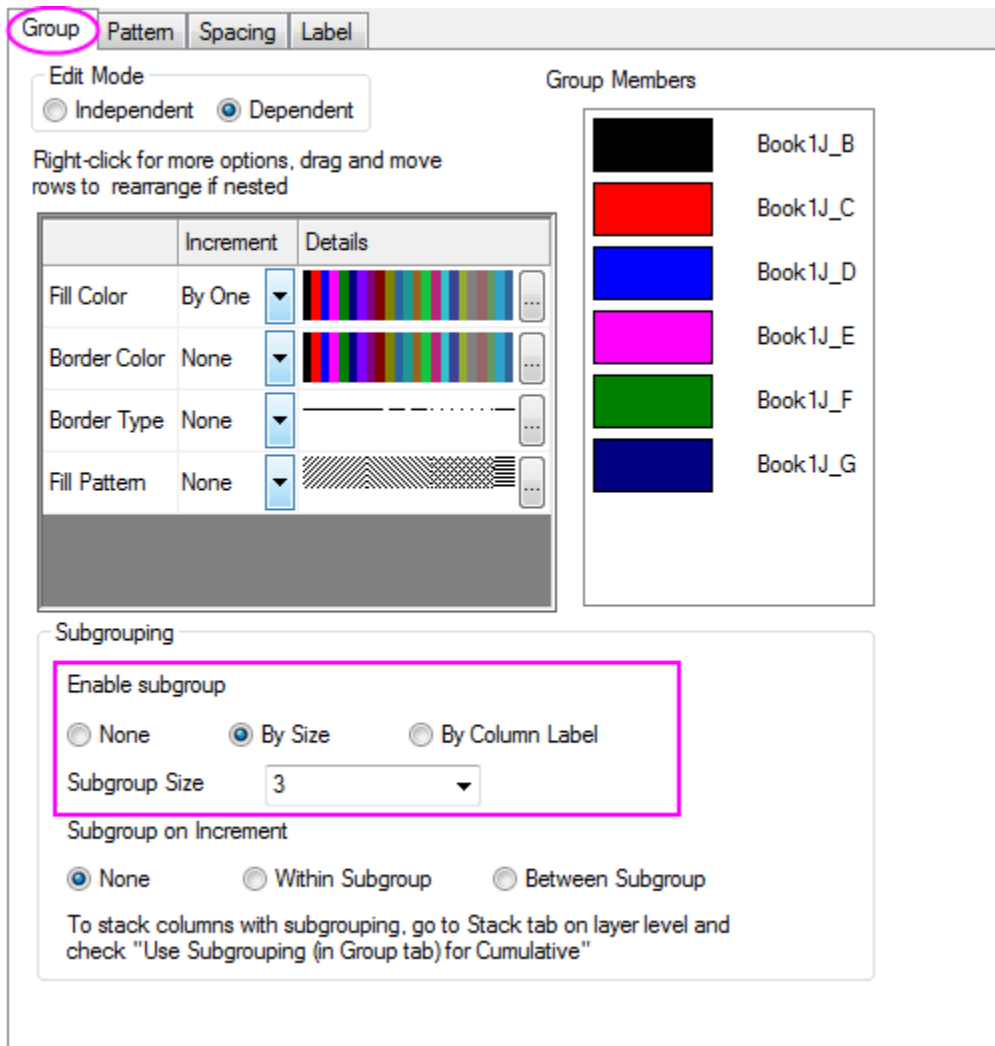 Group Pattern Spacing Label
Edit Mode
Independent Dependent
Right-click for more options, drag and move
rows to rearrange if nested
Increment Details
Fill Color By One ...
Border Color None ...
Border Type None ...
Fill Pattern None ...
Group Members
Book1J_B
Book1J_C
Book1J_D
Book1J_E
Book1J_F
Book1J_G
Subgrouping
Enable subgroup
None By Size By Column Label
Subgroup Size 3
Subgroup on Increment
None Within Subgroup Between Subgroup
To stack columns with subgrouping, go to Stack tab on layer level and
check "Use Subgrouping (in Group tab) for Cumulative"